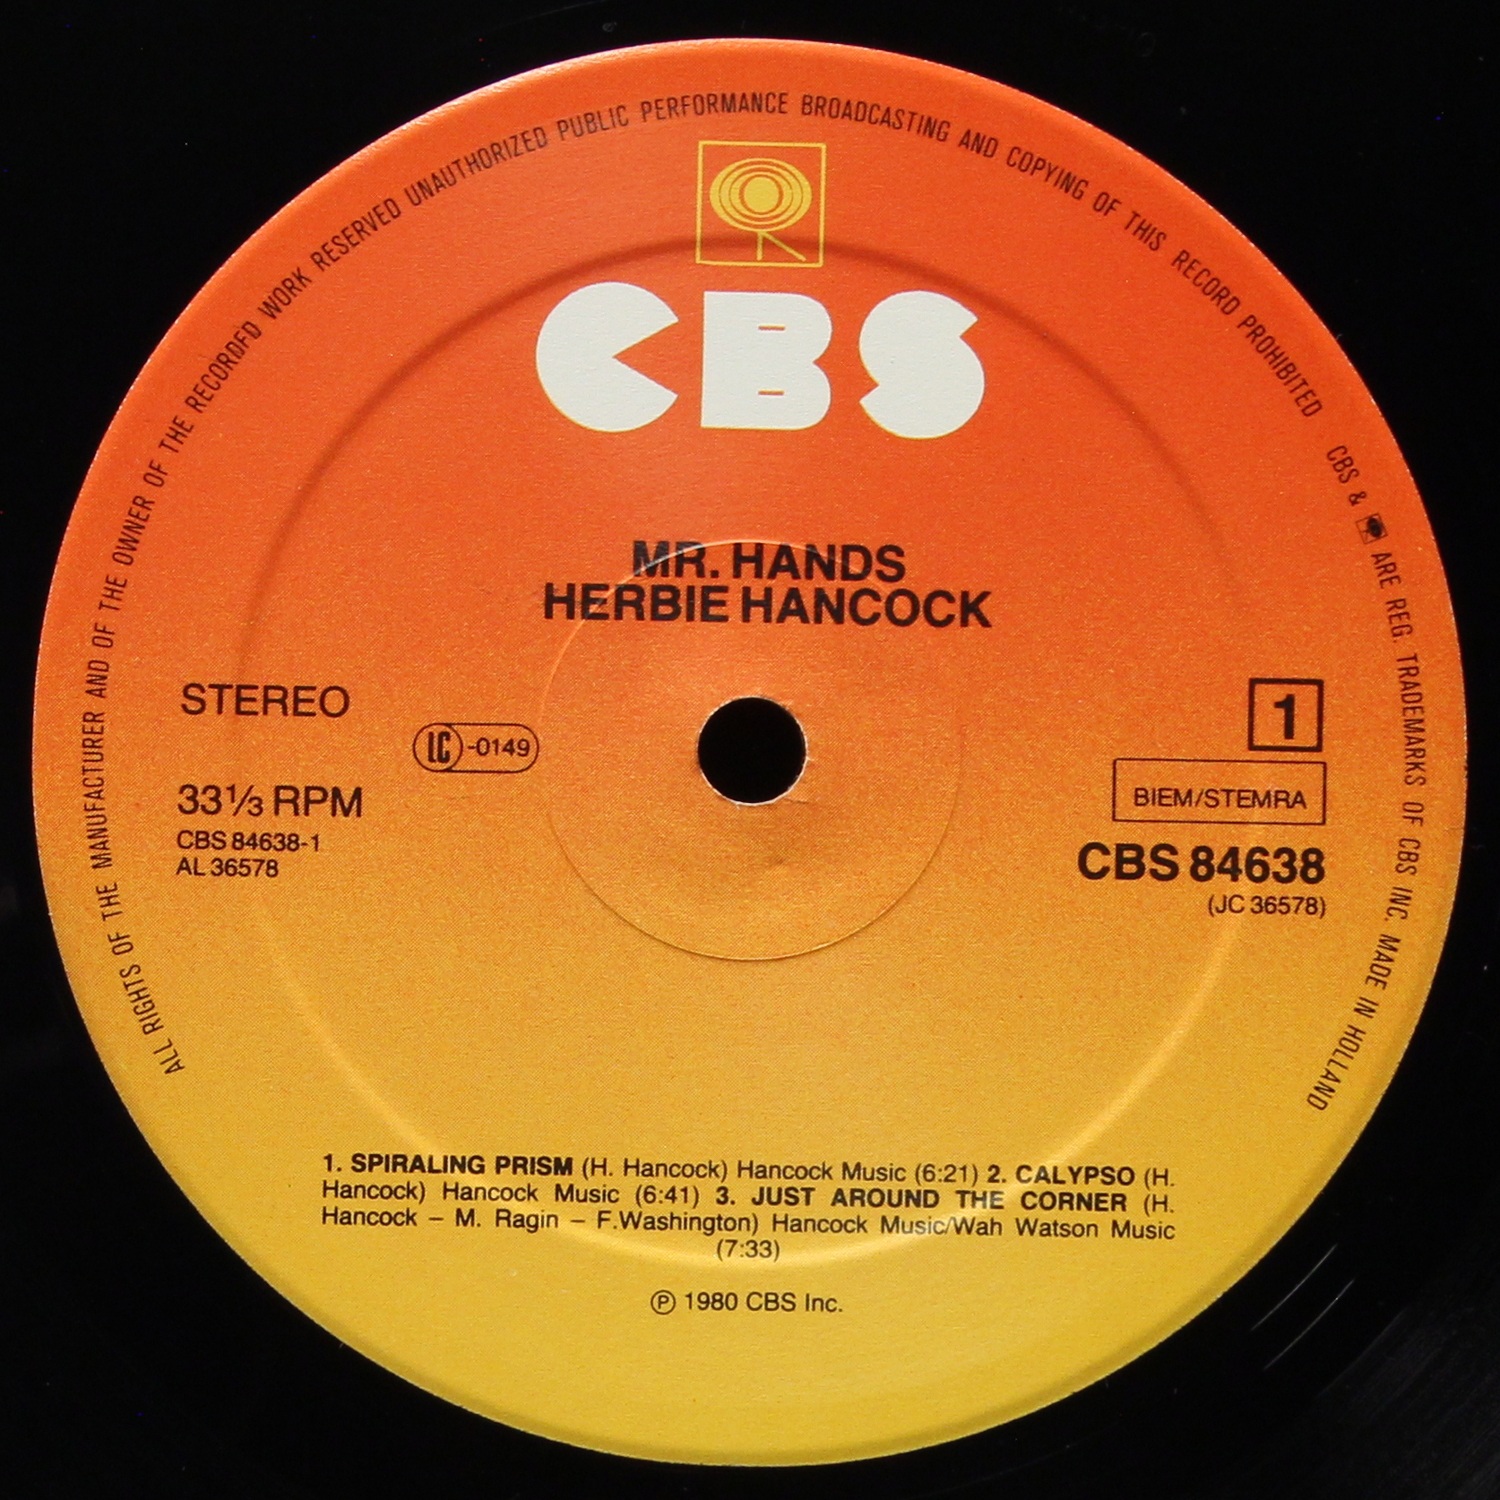 ALL RIGHTS OF THE MANUFACTURER AND OF THE OWNER OF THE RECORDED WORK RESERVED UNAUTHORIZED PUBLIC PERFORMANCE BROADCASTING AND COPYING OF THIS RECORD PROHIBITED CBS & ARE REG. TRADEMARKS OF CBS INC. MADE IN HOLLAND
CBS
MR. HANDS
HERBIE HANCOCK
STEREO
LC-0149
33⅓ RPM
CBS 84638-1
AL 36578
1
BIEM/STEMRA
CBS 84638
(JC 36578)
1. SPIRALING PRISM (H. Hancock) Hancock Music (6:21) 2. CALYPSO (H.
Hancock) Hancock Music (6:41) 3. JUST AROUND THE CORNER (H.
Hancock – M. Ragin – F.Washington) Hancock Music/Wah Watson Music
(7:33)
℗ 1980 CBS Inc.